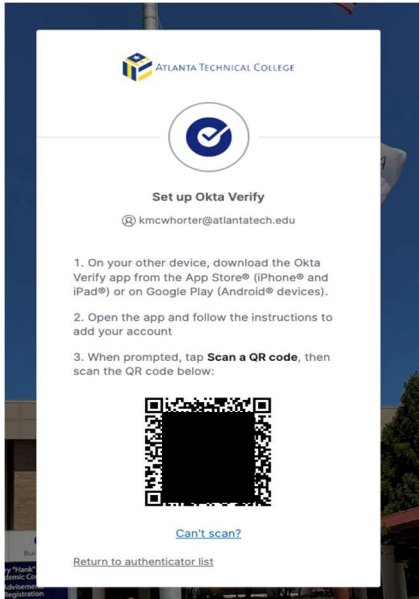 ATLANTA TECHNICAL COLLEGE
Set up Okta Verify
kmcwhorter@atlantatech.edu
1. On your other device, download the Okta
Verify app from the App Store® (iPhone® and
iPad®) or on Google Play (Android® devices).
2. Open the app and follow the instructions to
add your account
3. When prompted, tap Scan a QR code, then
scan the QR code below:
Can't scan?
Return to authenticator list
"Hank"
Registration